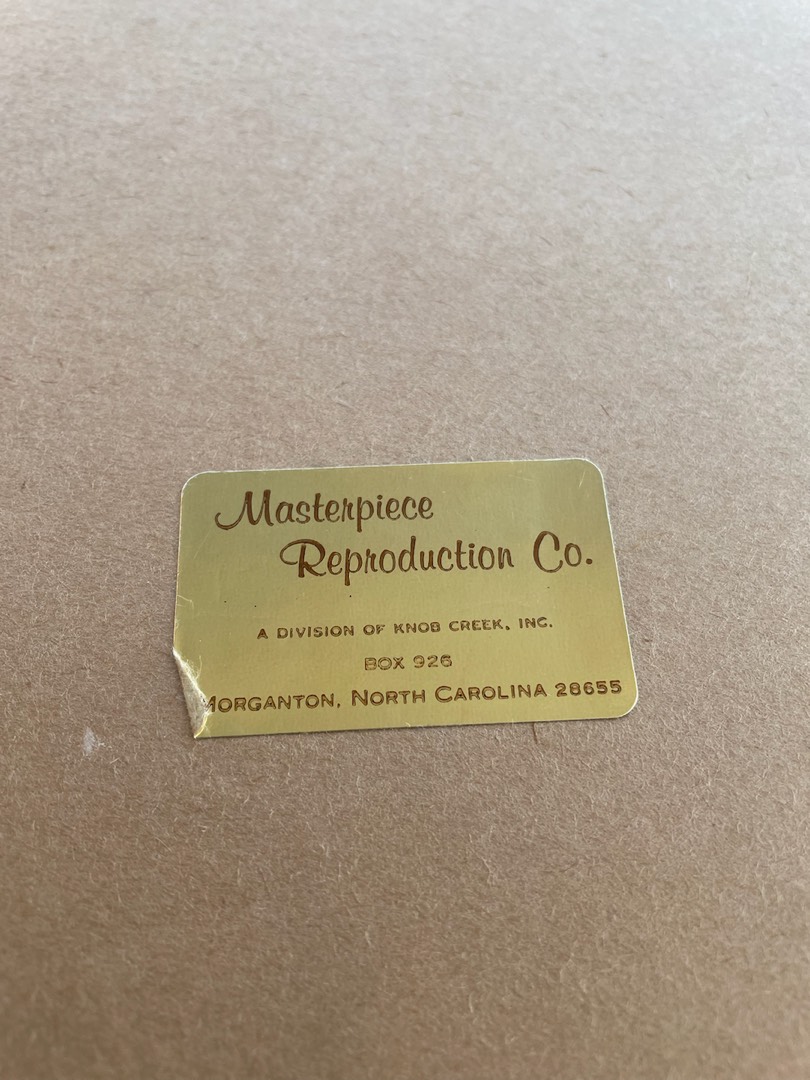 Masterpiece
Reproduction Co.
A DIVISION OF KNOB CREEK, INC.
BOX 926
MORGANTON, NORTH CAROLINA 28655